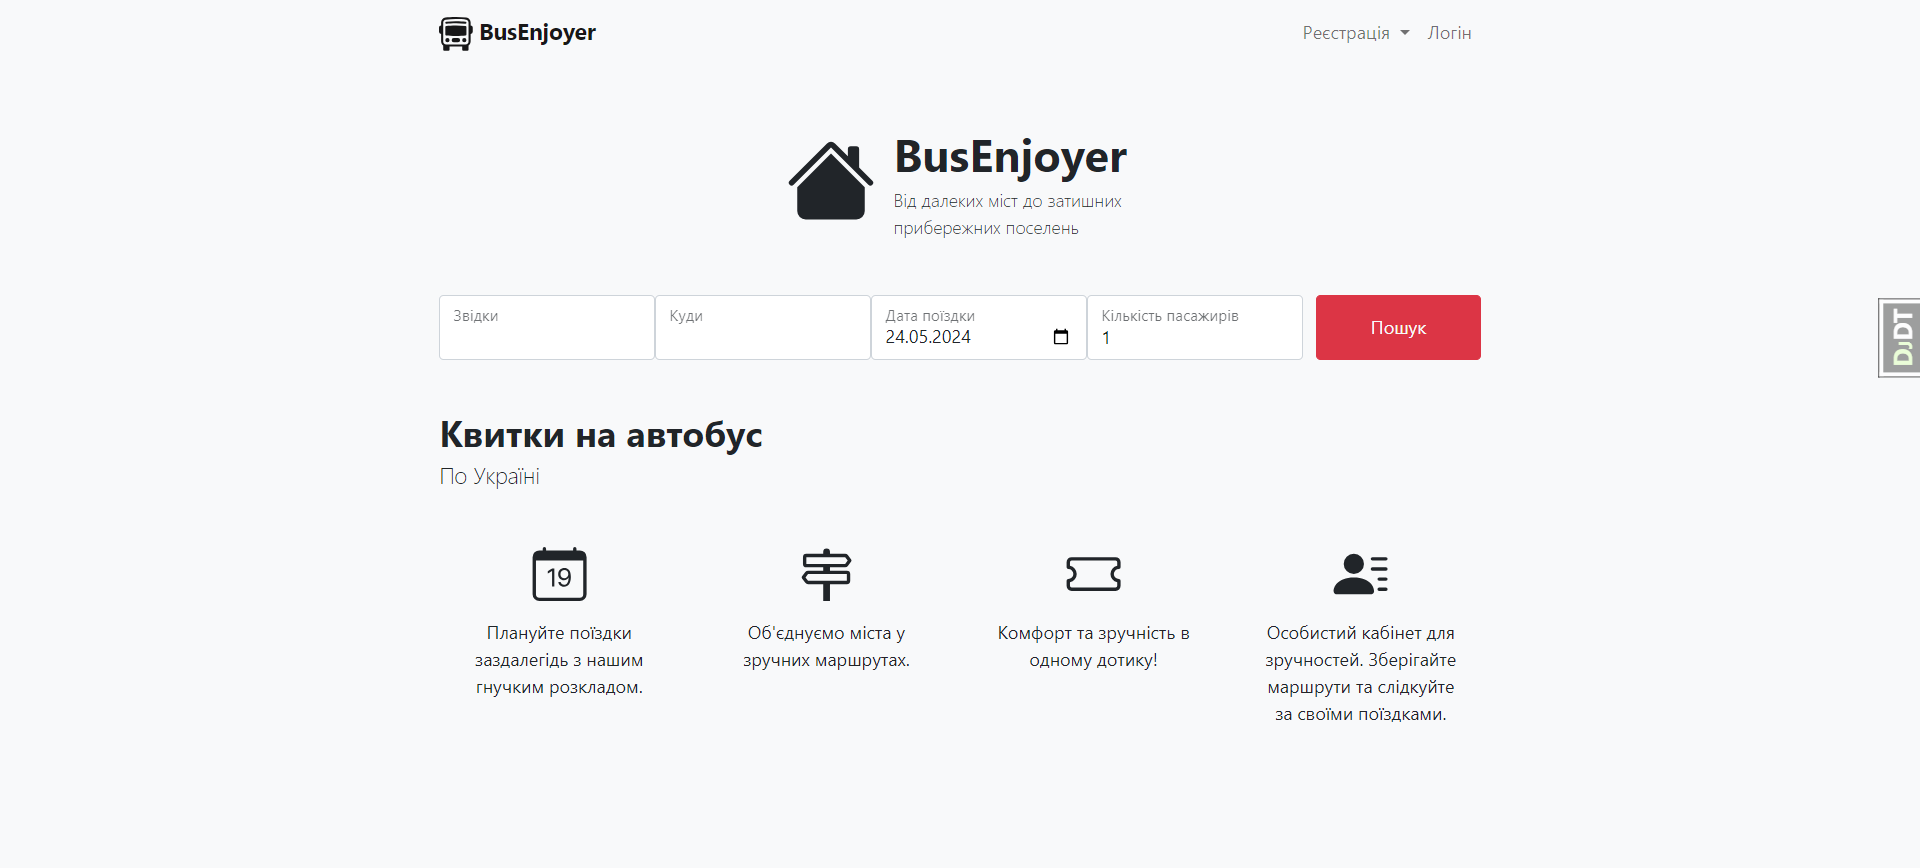 BusEnjoyer
Реєстрація Логін
BusEnjoyer
Від далеких міст до затишних
прибережних поселень
Звідки
Куди
Дата поїздки
24.05.2024
Кількість пасажирів
1
Пошук
DjDT
Квитки на автобус
По Україні
19
Плануйте поїздки
заздалегідь з нашим
гнучким розкладом.
Об'єднуємо міста у
зручних маршрутах.
Комфорт та зручність в
одному дотику!
Особистий кабінет для
зручностей. Зберігайте
маршрути та слідкуйте
за своїми поїздками.